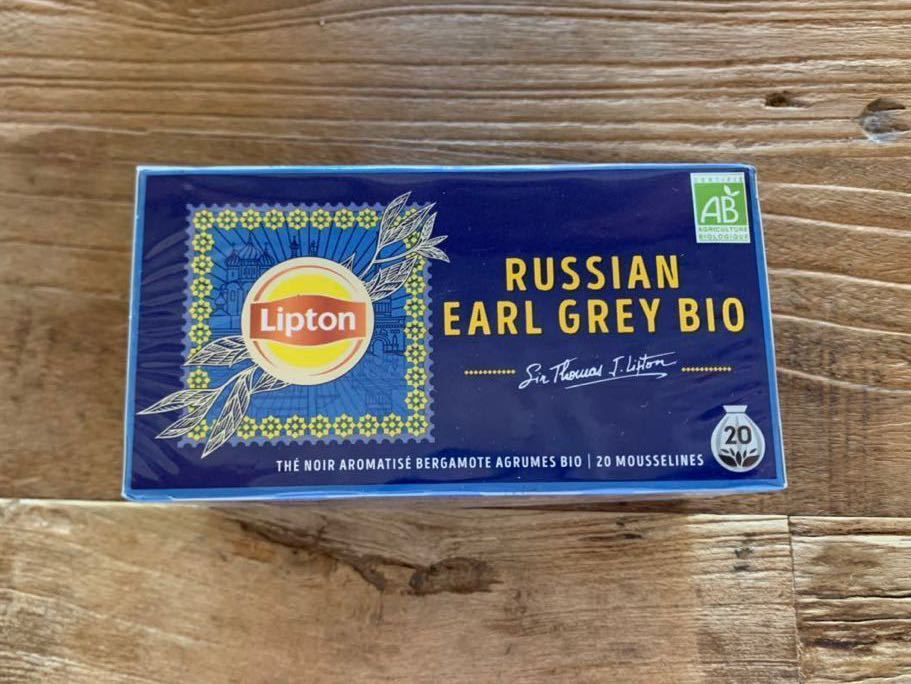 CERTIFIÉ
AB
AGRICULTURE
BIOLOGIQUE
Lipton
RUSSIAN
EARL GREY BIO
Sir Thomas J. Lipton
20
THÉ NOIR AROMATISÉ BERGAMOTE AGRUMES BIO | 20 MOUSSELINES